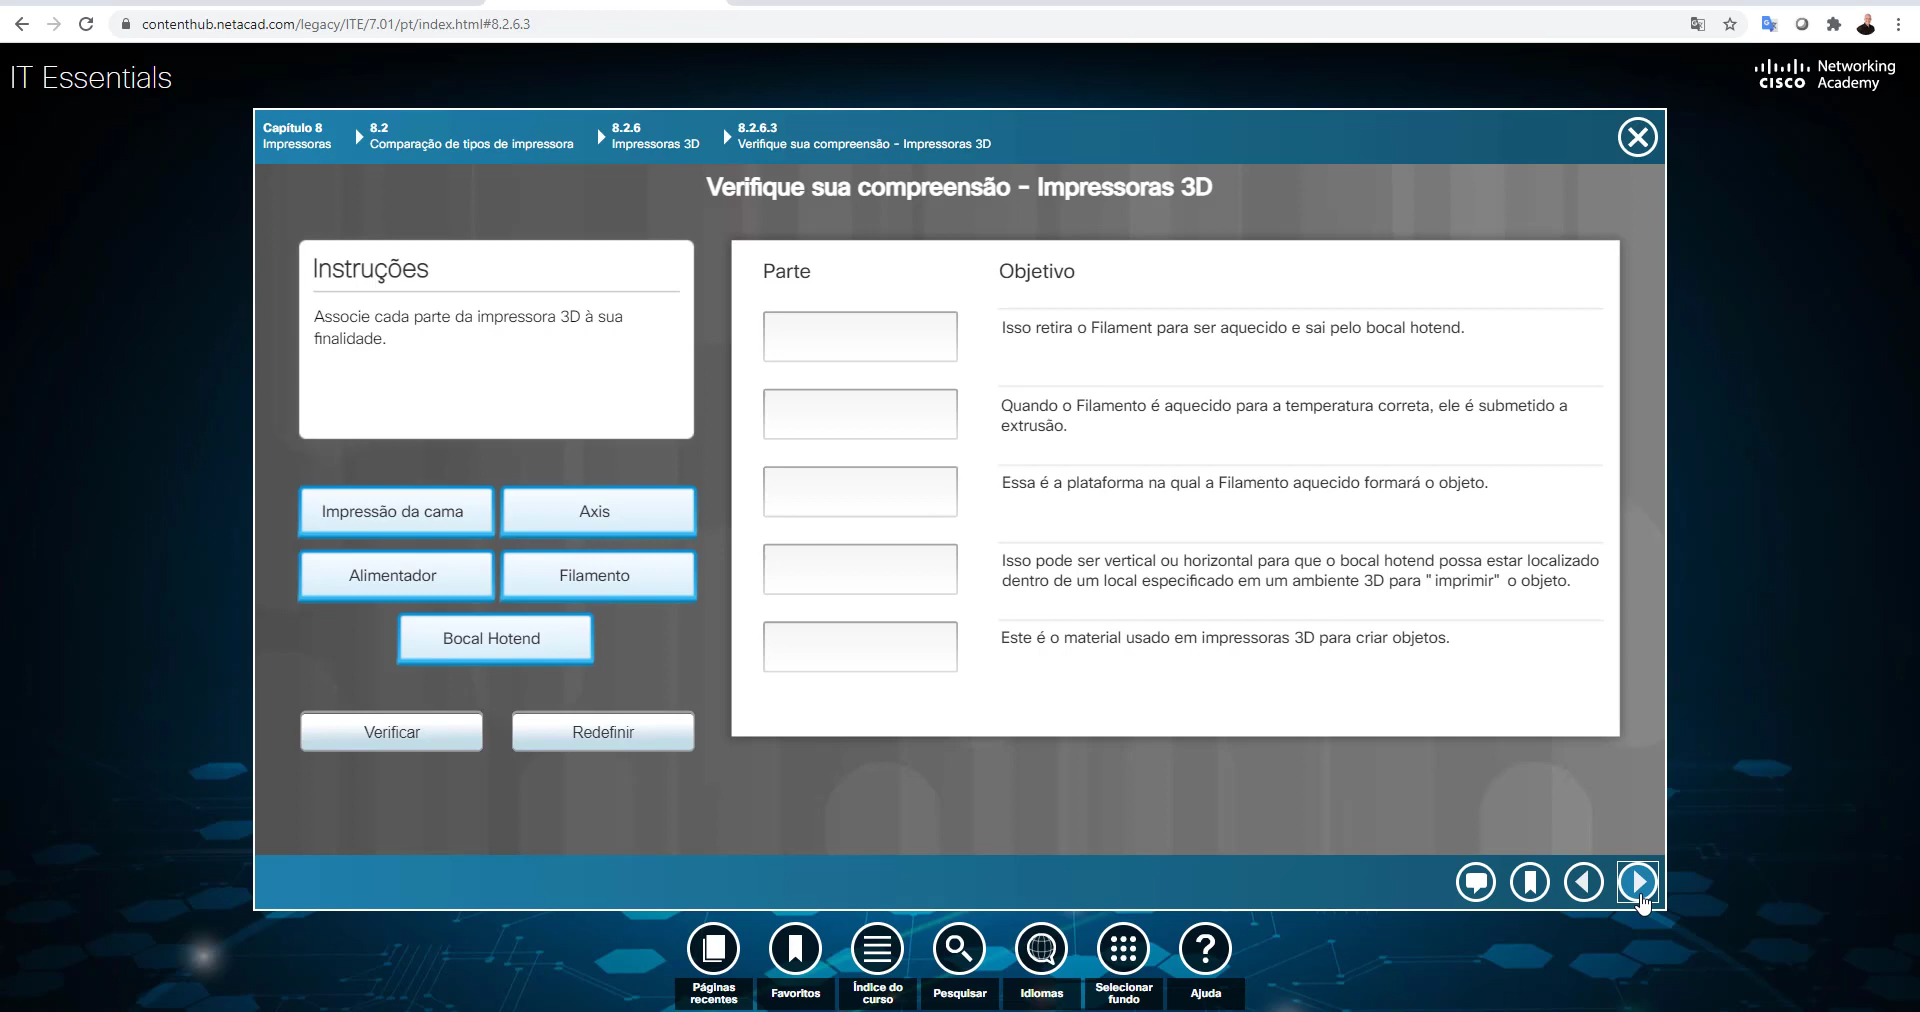 contenthub.netacad.com/legacy/ITE/7.01/pt/index.html#8.2.6.3
IT Essentials
Networking
CISCO Academy
Capítulo 8
Impressoras
8.2
Comparação de tipos de impressora
8.2.6
Impressoras 3D
8.2.6.3
Verifique sua compreensão - Impressoras 3D
Verifique sua compreensão - Impressoras 3D
Instruções
Associe cada parte da impressora 3D à sua
finalidade.
Impressão da cama
Axis
Alimentador
Filamento
Bocal Hotend
Verificar
Redefinir
Parte
Objetivo
Isso retira o Filament para ser aquecido e sai pelo bocal hotend.
Quando o Filamento é aquecido para a temperatura correta, ele é submetido a
extrusão.
Essa é a plataforma na qual a Filamento aquecido formará o objeto.
Isso pode ser vertical ou horizontal para que o bocal hotend possa estar localizado
dentro de um local especificado em um ambiente 3D para "imprimir" o objeto.
Este é o material usado em impressoras 3D para criar objetos.
Páginas
recentes
Favoritos
Índice do
curso
Pesquisar
Idiomas
Selecionar
fundo
?
Ajuda